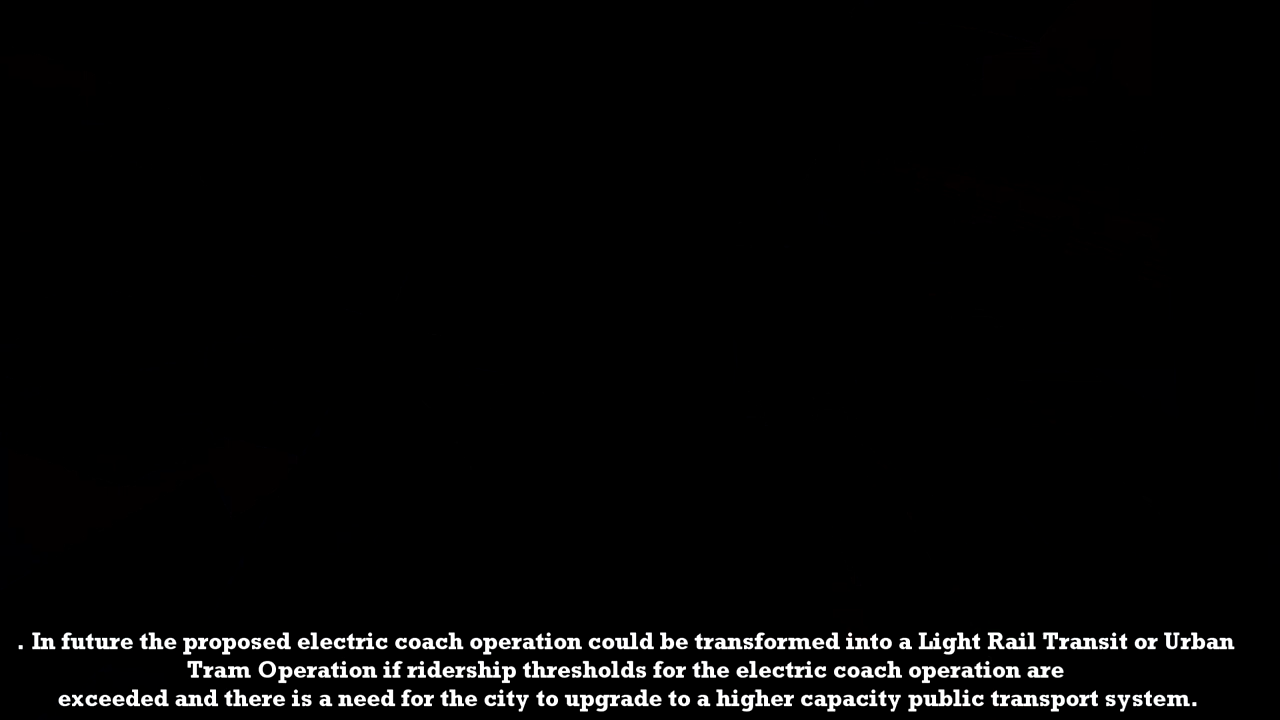 . In future the proposed electric coach operation could be transformed into a Light Rail Transit or Urban
Tram Operation if ridership thresholds for the electric coach operation are
exceeded and there is a need for the city to upgrade to a higher capacity public transport system.